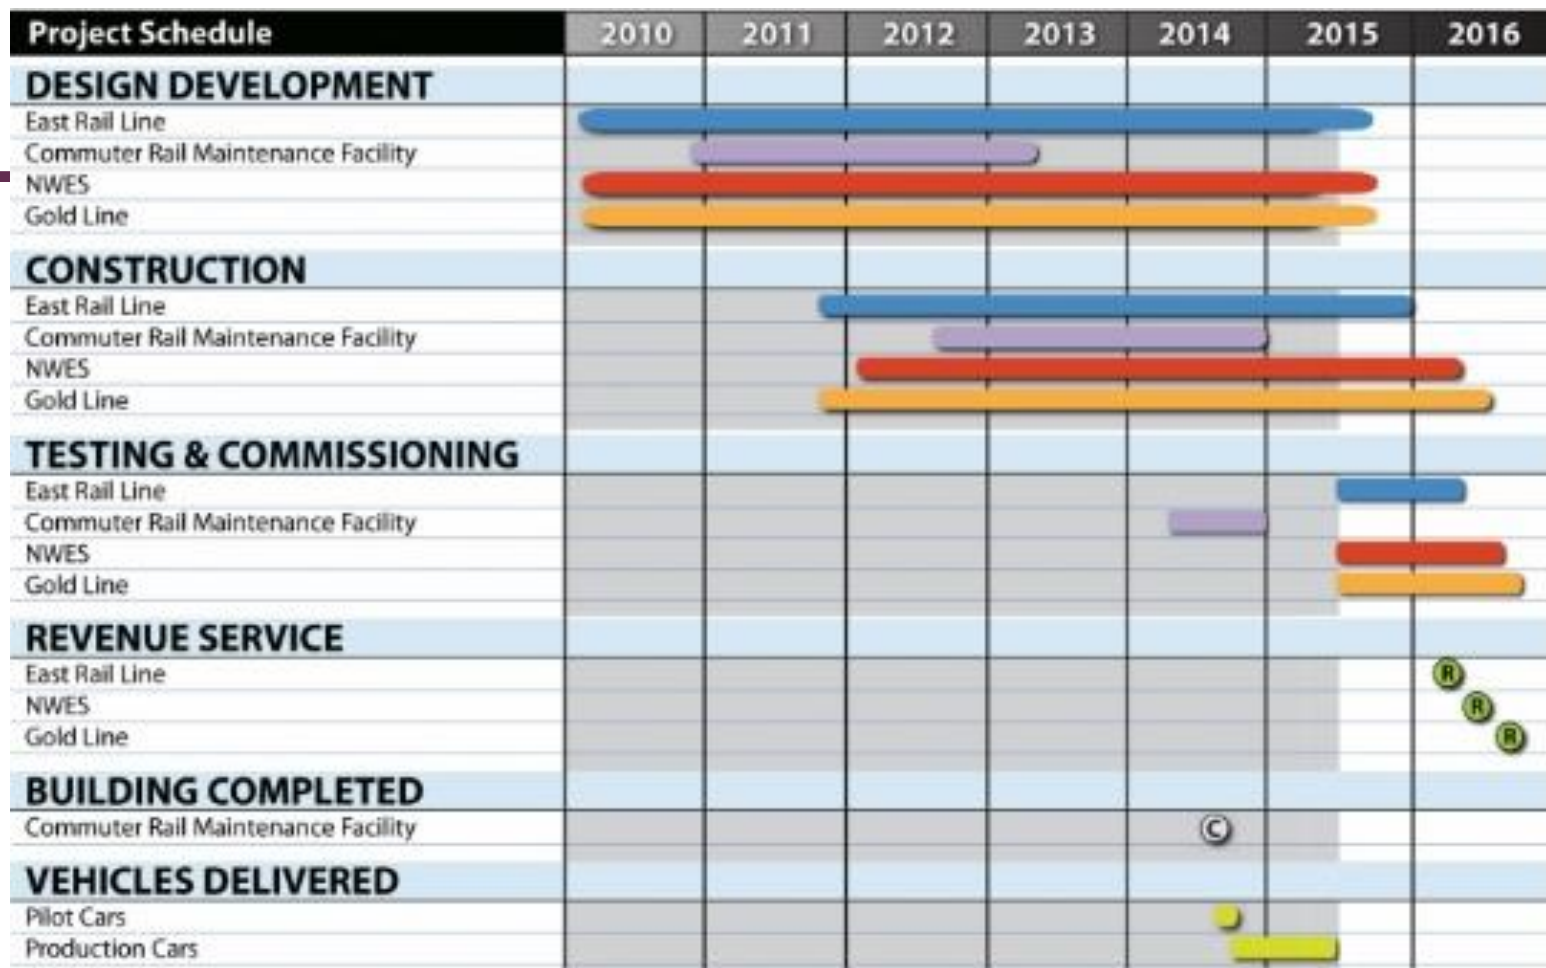 Project Schedule 2010 2011 2012 2013 2014 2015 2016
DESIGN DEVELOPMENT
East Rail Line
Commuter Rail Maintenance Facility
NWES
Gold Line
CONSTRUCTION
East Rail Line
Commuter Rail Maintenance Facility
NWES
Gold Line
TESTING & COMMISSIONING
East Rail Line
Commuter Rail Maintenance Facility
NWES
Gold Line
REVENUE SERVICE
East Rail Line R
NWES R
Gold Line R
BUILDING COMPLETED
Commuter Rail Maintenance Facility C
VEHICLES DELIVERED
Pilot Cars
Production Cars